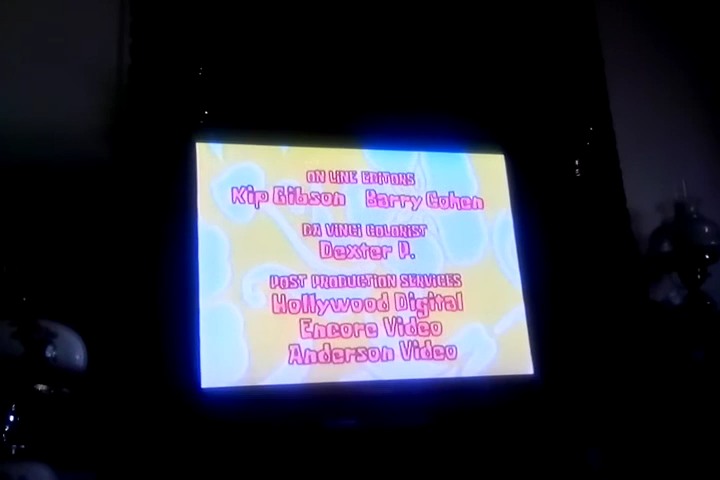 ON LINE EDITORS
Kip Gibson Barry Cohen
DA VINCI COLORIST
Dexter P.
POST PRODUCTION SERVICES
Hollywood Digital
Encore Video
Anderson Video